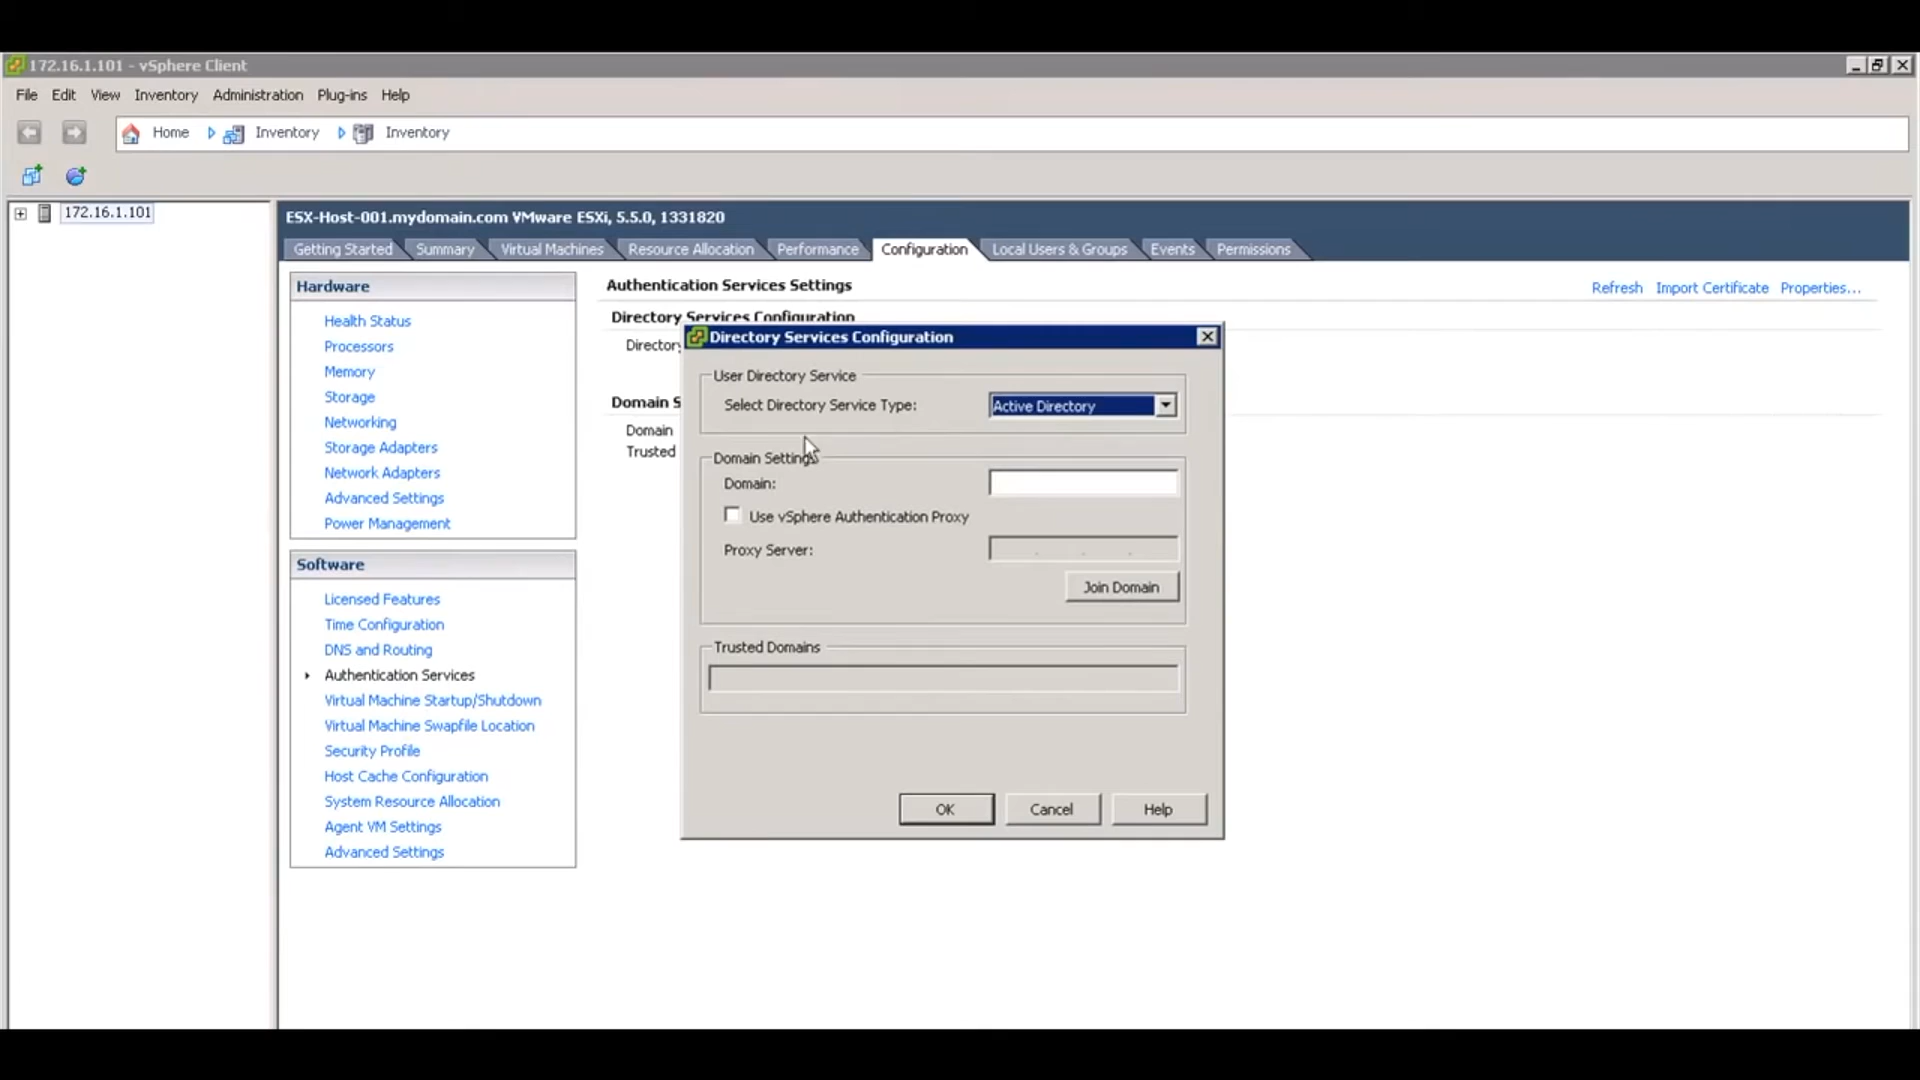 172.16.1.101 - vSphere Client
File Edit View Inventory Administration Plug-ins Help
Home Inventory Inventory
172.16.1.101
ESX-Host-001.mydomain.com VMware ESXi, 5.5.0, 1331820
Getting Started Summary Virtual Machines Resource Allocation Performance Configuration Local Users & Groups Events Permissions
Hardware
Health Status
Processors
Memory
Storage
Networking
Storage Adapters
Network Adapters
Advanced Settings
Power Management
Software
Licensed Features
Time Configuration
DNS and Routing
Authentication Services
Virtual Machine Startup/Shutdown
Virtual Machine Swapfile Location
Security Profile
Host Cache Configuration
System Resource Allocation
Agent VM Settings
Advanced Settings
Authentication Services Settings
Refresh Import Certificate Properties...
Directory Services Configuration
Directory
Domain S
Domain
Trusted
Directory Services Configuration
User Directory Service
Select Directory Service Type: Active Directory
Domain Settings
Domain:
Use vSphere Authentication Proxy
Proxy Server: . . .
Join Domain
Trusted Domains
OK Cancel Help